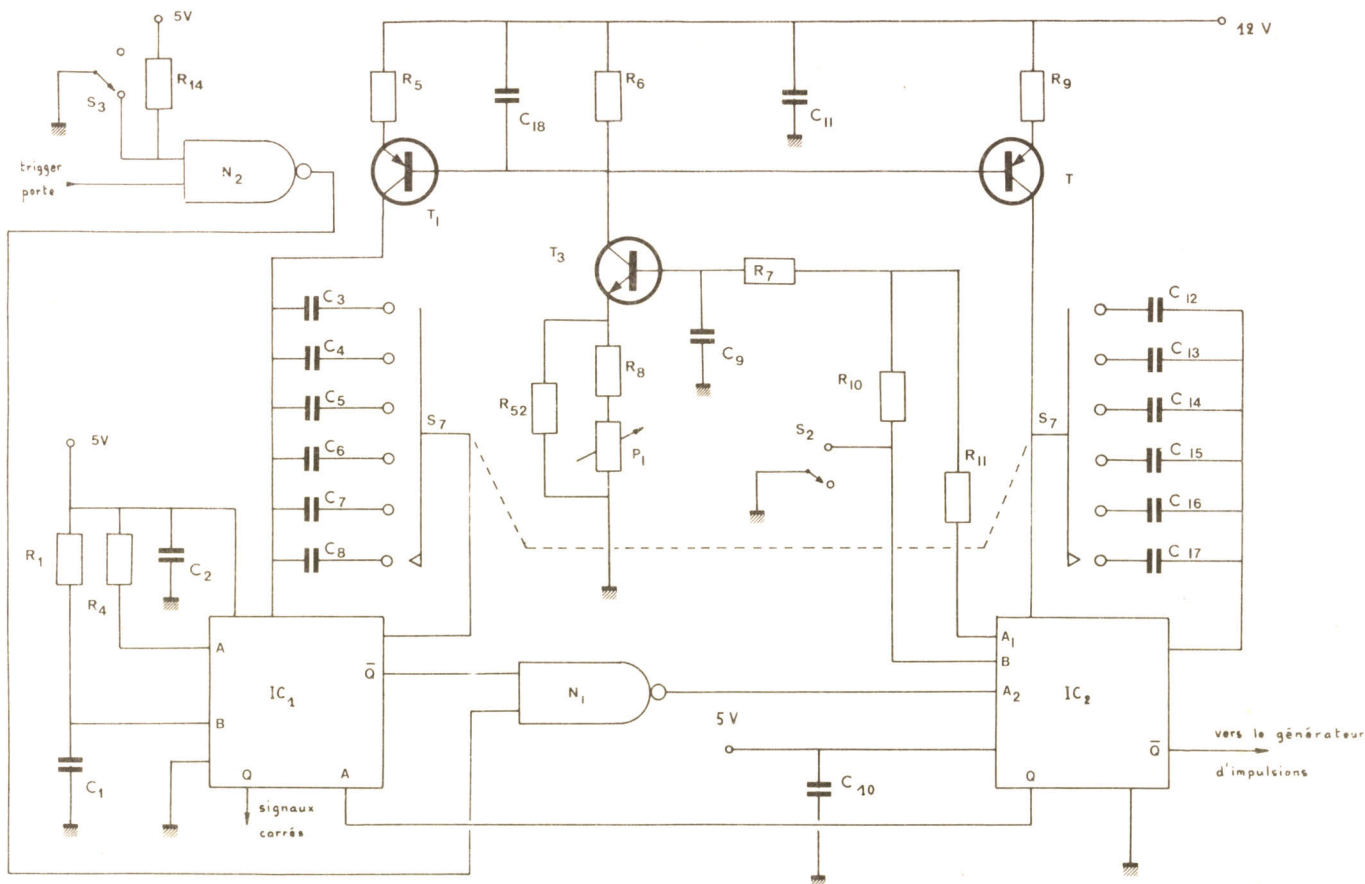 5V
12 V
S3
R14
R5
C18
R6
C11
R9
trigger
porte
N2
T1
T
T3
R7
C3
C4
C5
C6
C7
C8
S7
C9
R8
R52
P1
R10
S2
R11
S7
C12
C13
C14
C15
C16
C17
5V
R1
R4
C2
A
Q̅
IC1
B
Q
A
C1
signaux
carrés
N1
5 V
C10
A1
B
A2
IC2
Q̅
Q
vers le générateur
d'impulsions